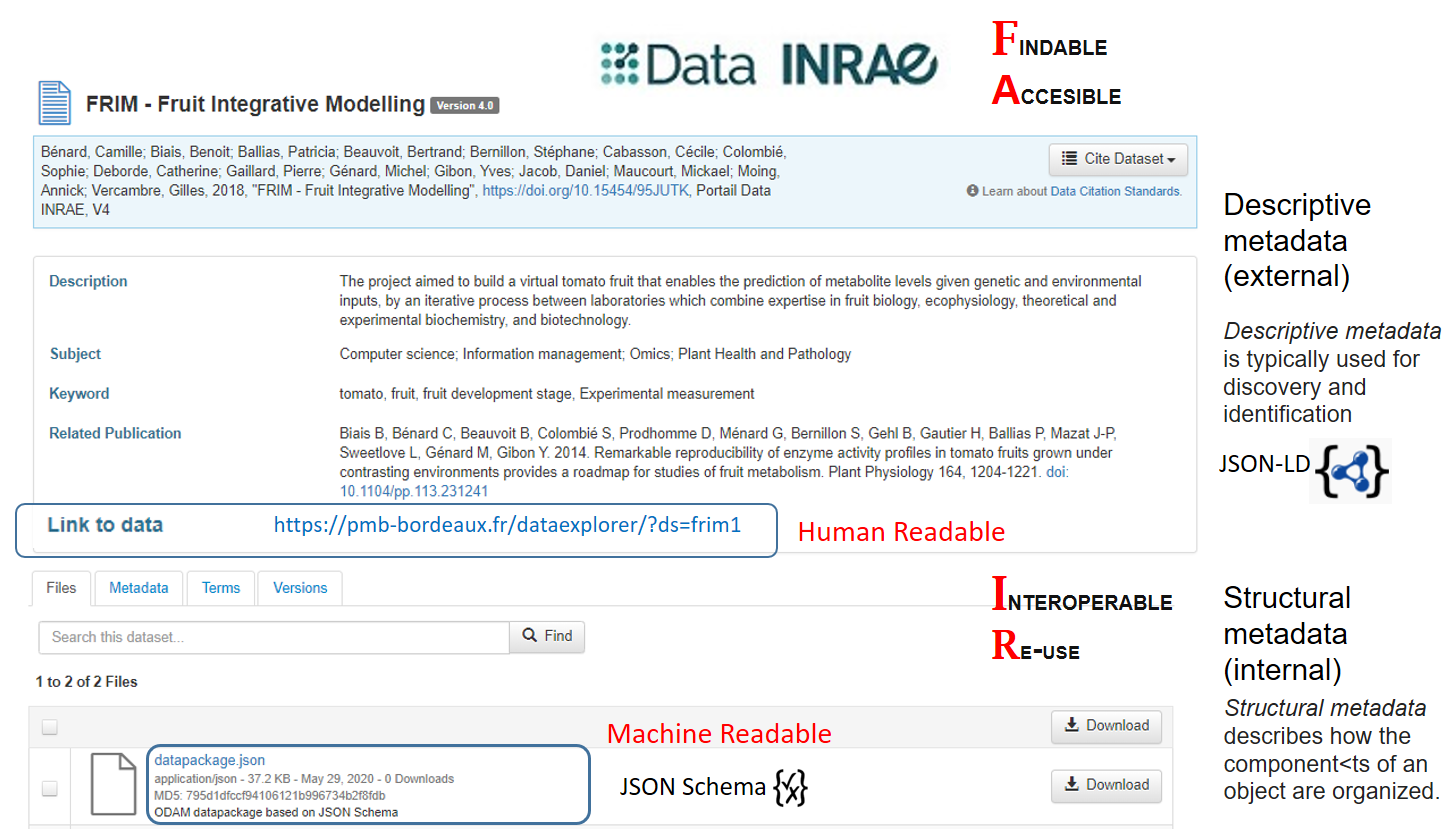 Data INRAE
FINDABLE
ACCESIBLE
FRIM - Fruit Integrative Modelling Version 4.0
Bénard, Camille; Biais, Benoit; Ballias, Patricia; Beauvoit, Bertrand; Bernillon, Stéphane; Cabasson, Cécile; Colombié,
Sophie; Deborde, Catherine; Gaillard, Pierre; Génard, Michel; Gibon, Yves; Jacob, Daniel; Maucourt, Mickael; Moing,
Annick; Vercambre, Gilles, 2018, "FRIM - Fruit Integrative Modelling", https://doi.org/10.15454/95JUTK, Portail Data
INRAE, V4
Cite Dataset
Learn about Data Citation Standards.
Description
The project aimed to build a virtual tomato fruit that enables the prediction of metabolite levels given genetic and environmental
inputs, by an iterative process between laboratories which combine expertise in fruit biology, ecophysiology, theoretical and
experimental biochemistry, and biotechnology.
Subject
Computer science; Information management; Omics; Plant Health and Pathology
Keyword
tomato, fruit, fruit development stage, Experimental measurement
Related Publication
Biais B, Bénard C, Beauvoit B, Colombié S, Prodhomme D, Ménard G, Bernillon S, Gehl B, Gautier H, Ballias P, Mazat J-P,
Sweetlove L, Génard M, Gibon Y. 2014. Remarkable reproducibility of enzyme activity profiles in tomato fruits grown under
contrasting environments provides a roadmap for studies of fruit metabolism. Plant Physiology 164, 1204-1221. doi:
10.1104/pp.113.231241
Link to data
https://pmb-bordeaux.fr/dataexplorer/?ds=frim1
Human Readable
Descriptive
metadata
(external)
Descriptive metadata
is typically used for
discovery and
identification
JSON-LD
Files
Metadata
Terms
Versions
INTEROPERABLE
RE-USE
Search this dataset...
Find
1 to 2 of 2 Files
Machine Readable
Download
datapackage.json
application/json - 37.2 KB - May 29, 2020 - 0 Downloads
MD5: 795d1dfccf94106121b996734b2f8fdb
ODAM datapackage based on JSON Schema
JSON Schema
Download
Structural
metadata
(internal)
Structural metadata
describes how the
component<ts of an
object are organized.